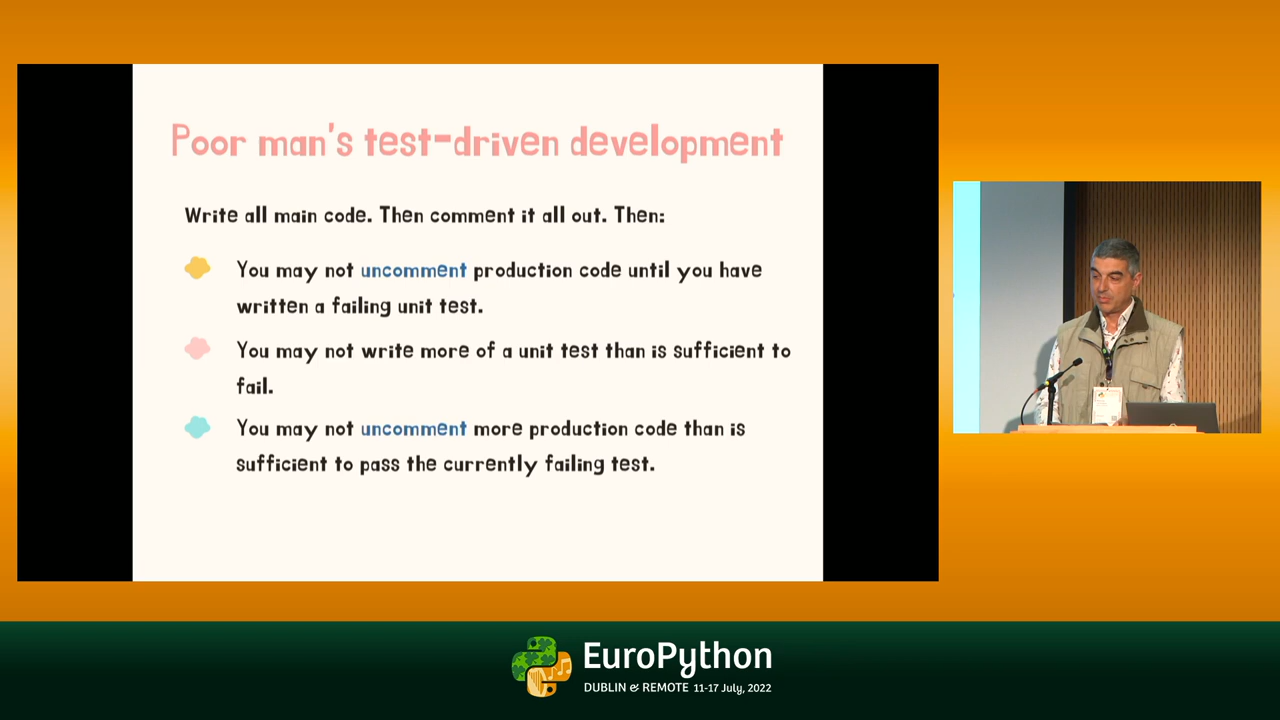 Poor man's test-driven development
Write all main code. Then comment it all out. Then:
You may not uncomment production code until you have
written a failing unit test.
You may not write more of a unit test than is sufficient to
fail.
You may not uncomment more production code than is
sufficient to pass the currently failing test.
EuroPython
DUBLIN & REMOTE 11-17 July, 2022